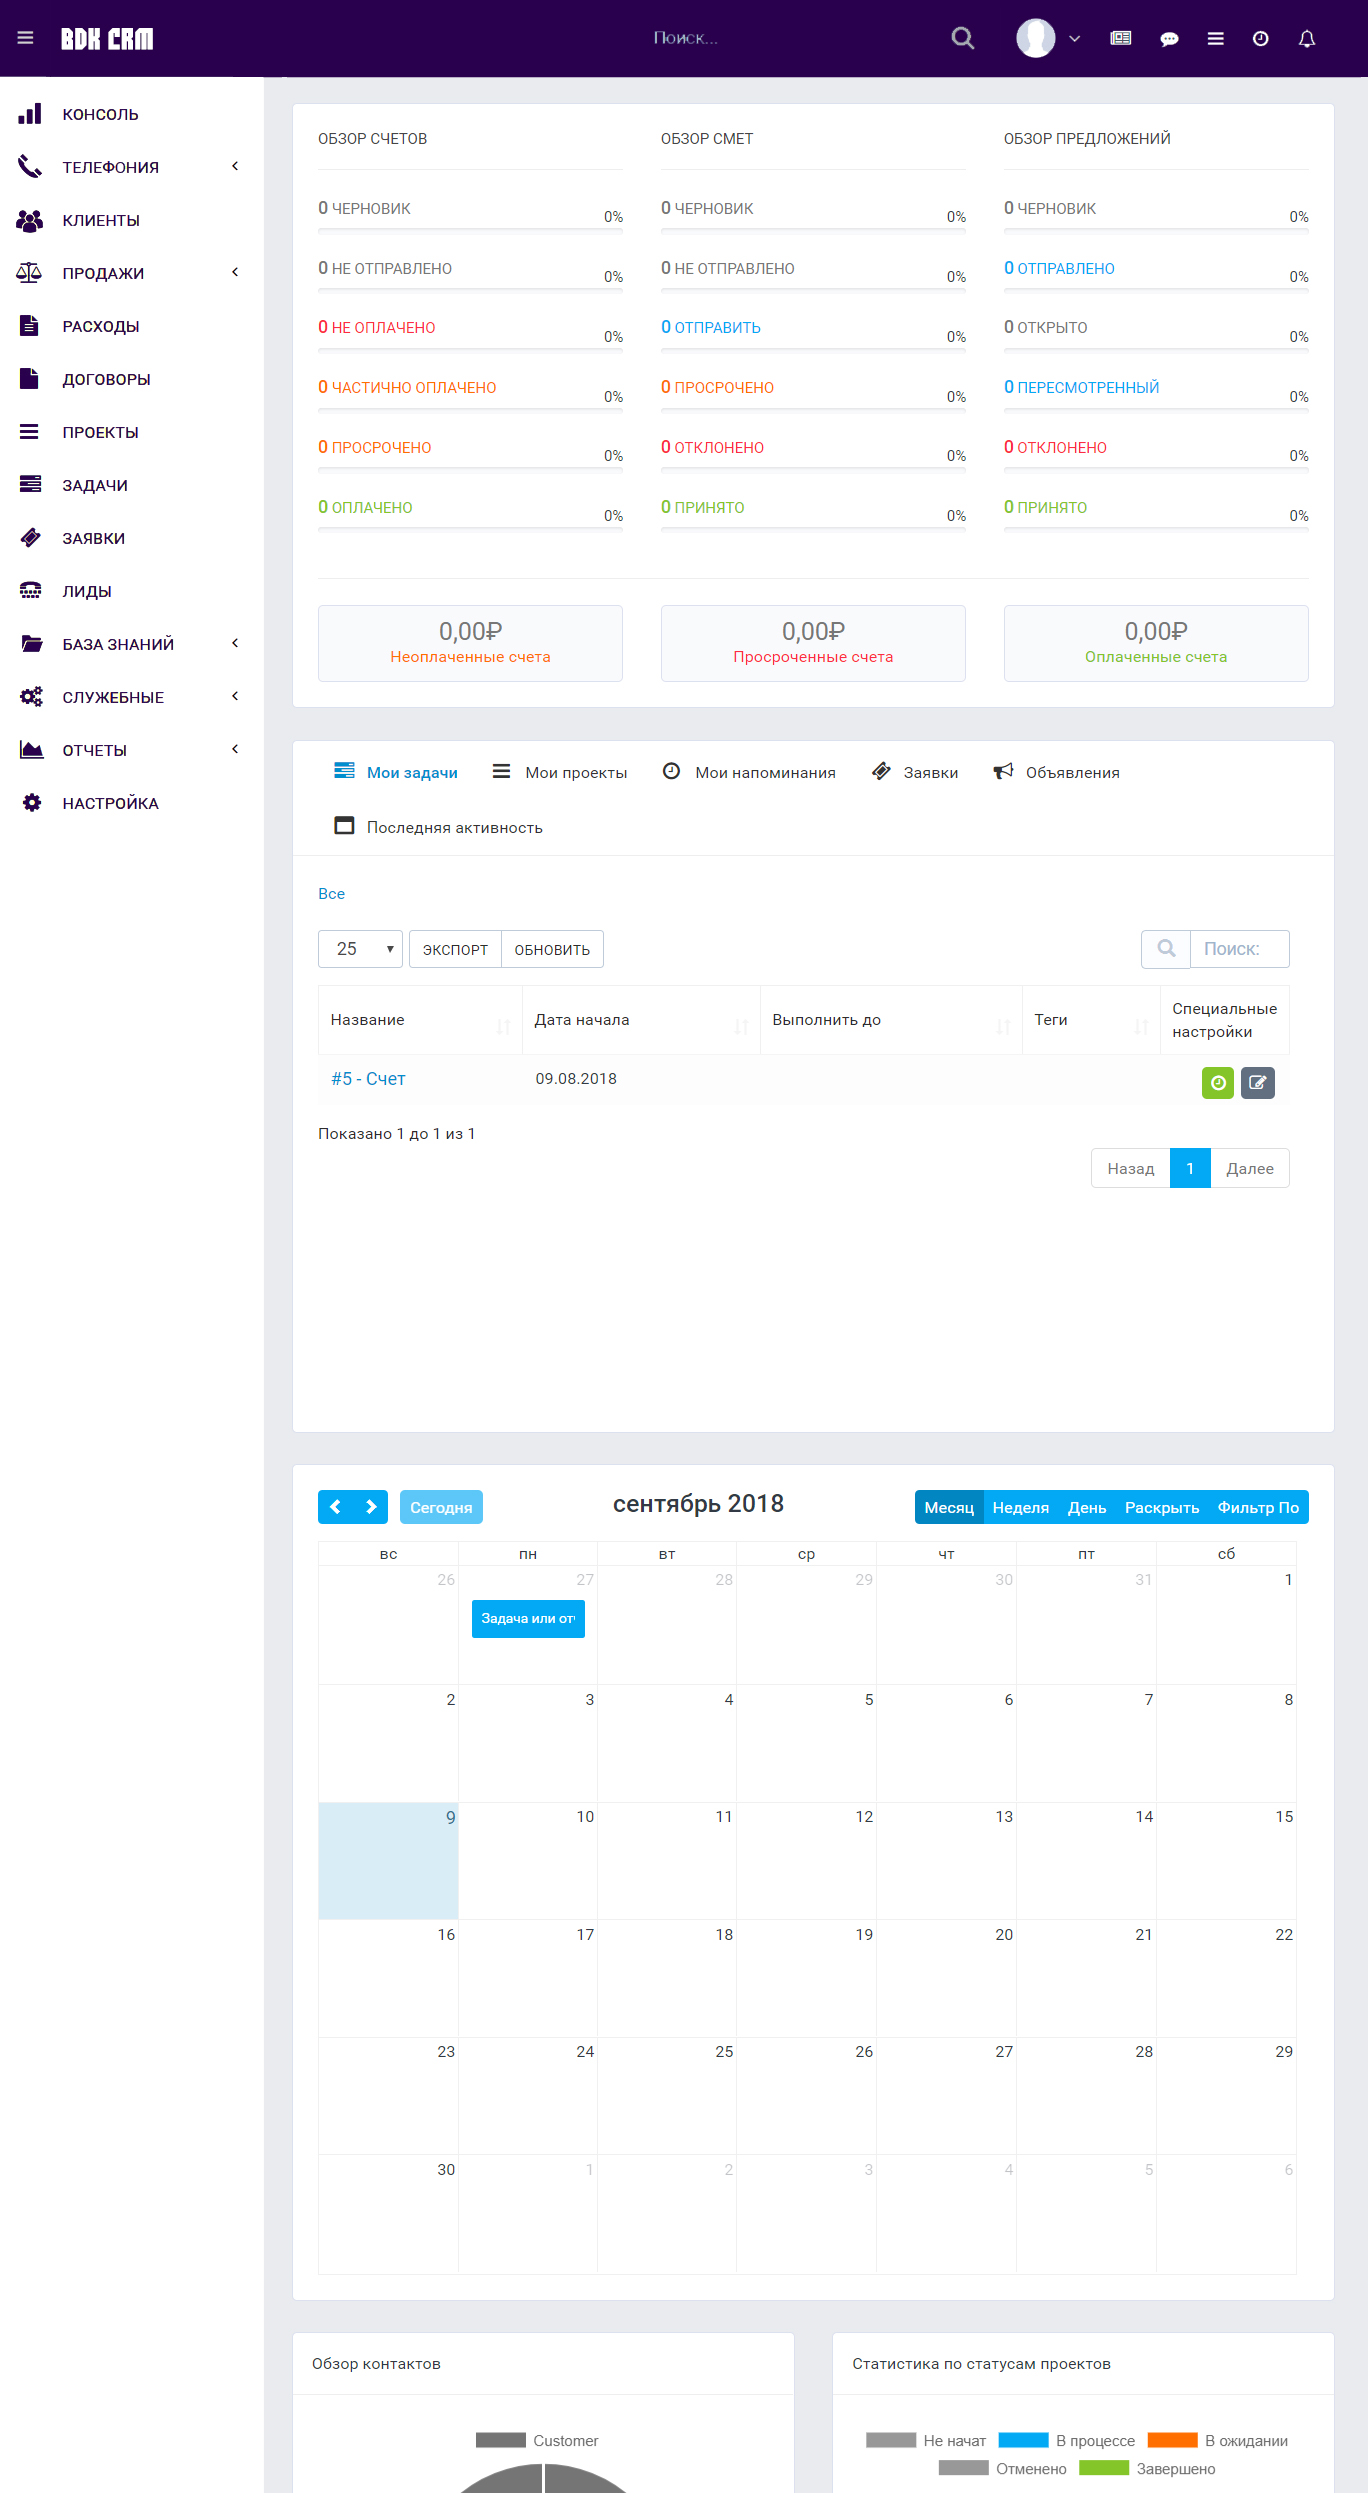 BDK CRM
Поиск...
КОНСОЛЬ
ТЕЛЕФОНИЯ
КЛИЕНТЫ
ПРОДАЖИ
РАСХОДЫ
ДОГОВОРЫ
ПРОЕКТЫ
ЗАДАЧИ
ЗАЯВКИ
ЛИДЫ
БАЗА ЗНАНИЙ
СЛУЖЕБНЫЕ
ОТЧЕТЫ
НАСТРОЙКА
ОБЗОР СЧЕТОВ
0 ЧЕРНОВИК 0%
0 НЕ ОТПРАВЛЕНО 0%
0 НЕ ОПЛАЧЕНО 0%
0 ЧАСТИЧНО ОПЛАЧЕНО 0%
0 ПРОСРОЧЕНО 0%
0 ОПЛАЧЕНО 0%
ОБЗОР СМЕТ
0 ЧЕРНОВИК 0%
0 НЕ ОТПРАВЛЕНО 0%
0 ОТПРАВИТЬ 0%
0 ПРОСРОЧЕНО 0%
0 ОТКЛОНЕНО 0%
0 ПРИНЯТО 0%
ОБЗОР ПРЕДЛОЖЕНИЙ
0 ЧЕРНОВИК 0%
0 ОТПРАВЛЕНО 0%
0 ОТКРЫТО 0%
0 ПЕРЕСМОТРЕННЫЙ 0%
0 ОТКЛОНЕНО 0%
0 ПРИНЯТО 0%
0,00₽
Неоплаченные счета
0,00₽
Просроченные счета
0,00₽
Оплаченные счета
Мои задачи Мои проекты Мои напоминания Заявки Объявления
Последняя активность
Все
25 ЭКСПОРТ ОБНОВИТЬ Поиск:
Название Дата начала Выполнить до Теги Специальные
настройки
#5 - Счет 09.08.2018
Показано 1 до 1 из 1
Назад 1 Далее
Сегодня сентябрь 2018 Месяц Неделя День Раскрыть Фильтр По
вс пн вт ср чт пт сб
26 27 28 29 30 31 1
Задача или от
2 3 4 5 6 7 8
9 10 11 12 13 14 15
16 17 18 19 20 21 22
23 24 25 26 27 28 29
30 1 2 3 4 5 6
Обзор контактов
Customer
Статистика по статусам проектов
Не начат В процессе В ожидании
Отменено Завершено